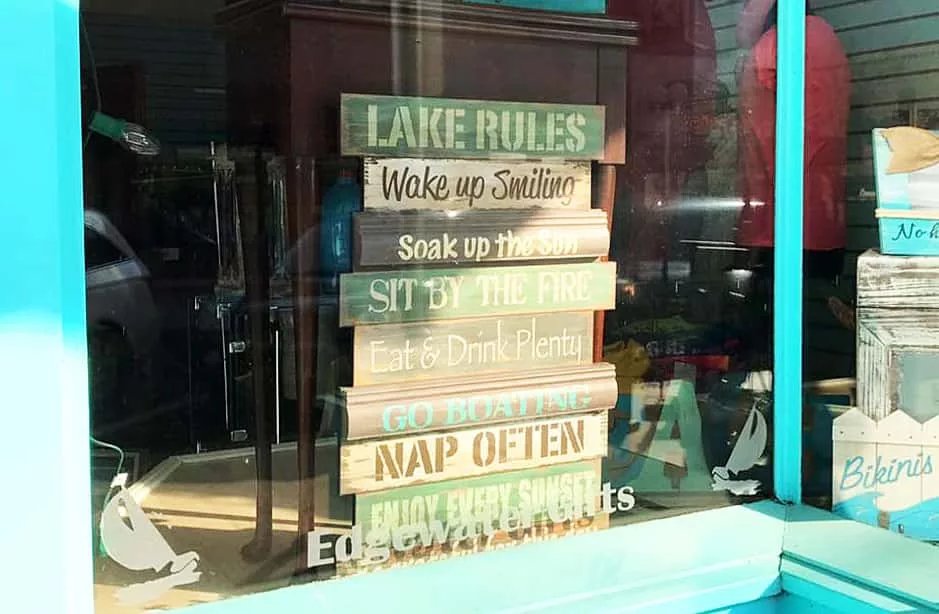 LAKE RULES
Wake up Smiling
Soak up the Sun
SIT BY THE FIRE
Eat & Drink Plenty
GO BOATING
NAP OFTEN
ENJOY EVERY SUNSET
Edgewater Gifts
Bikinis